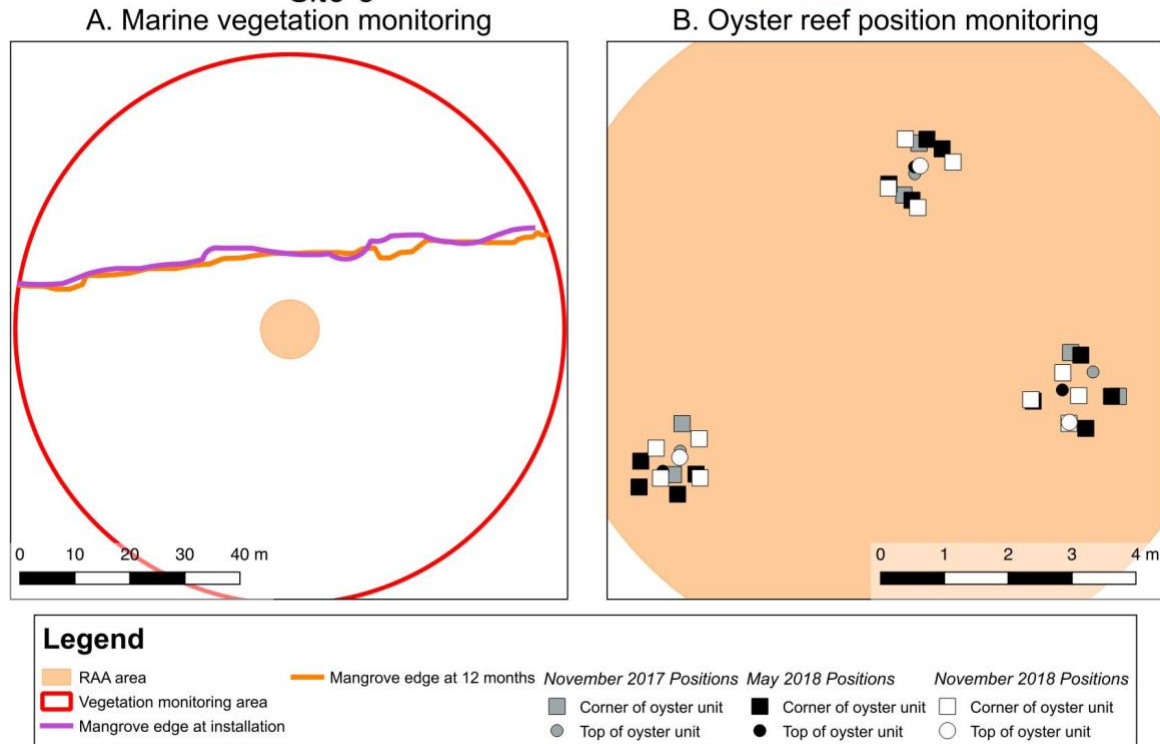 A. Marine vegetation monitoring
B. Oyster reef position monitoring
0 10 20 30 40 m
0 1 2 3 4 m
Legend
RAA area
Vegetation monitoring area
Mangrove edge at installation
Mangrove edge at 12 months
November 2017 Positions
Corner of oyster unit
Top of oyster unit
May 2018 Positions
Corner of oyster unit
Top of oyster unit
November 2018 Positions
Corner of oyster unit
Top of oyster unit